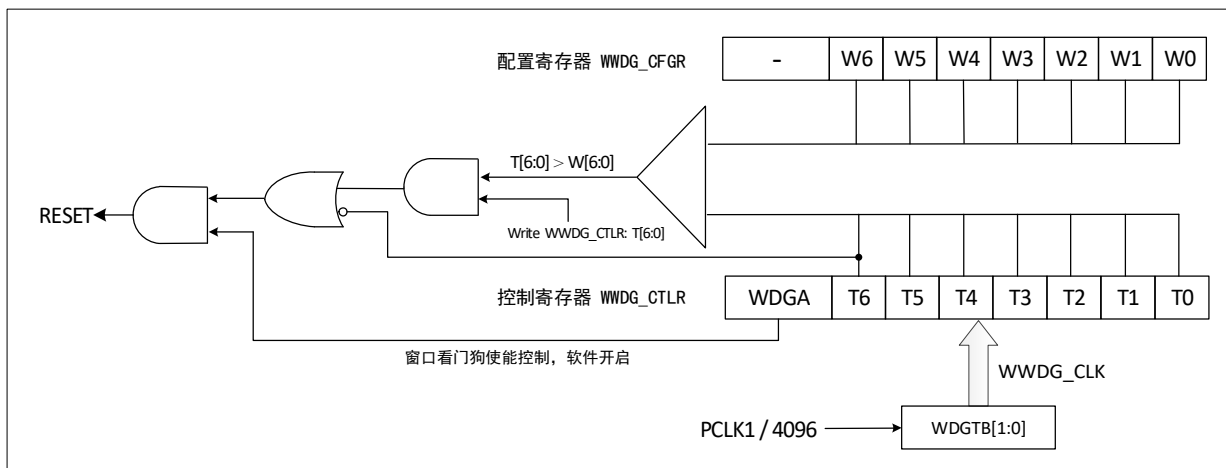 配置寄存器 WWDG_CFGR
- W6 W5 W4 W3 W2 W1 W0
T[6:0] > W[6:0]
RESET
Write WWDG_CTLR: T[6:0]
控制寄存器 WWDG_CTLR
WDGA T6 T5 T4 T3 T2 T1 T0
窗口看门狗使能控制，软件开启
WWDG_CLK
PCLK1 / 4096
WDGTB[1:0]